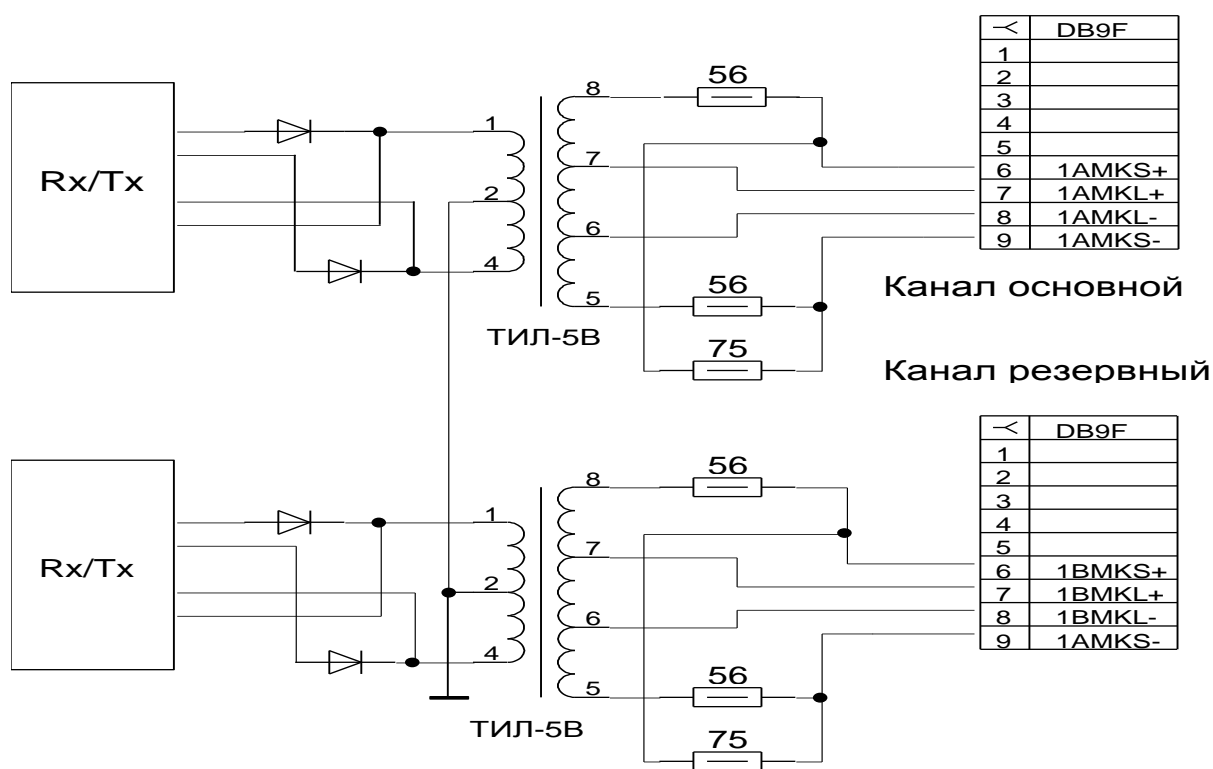 DB9F
1
2
3
4
5
6 1AMKS+
7 1AMKL+
8 1AMKL-
9 1AMKS-
Rx/Tx
1
2
4
8
7
6
5
56
56
75
ТИЛ-5В
Канал основной
Канал резервный
DB9F
1
2
3
4
5
6 1BMKS+
7 1BMKL+
8 1BMKL-
9 1AMKS-
Rx/Tx
1
2
4
8
7
6
5
56
56
75
ТИЛ-5В